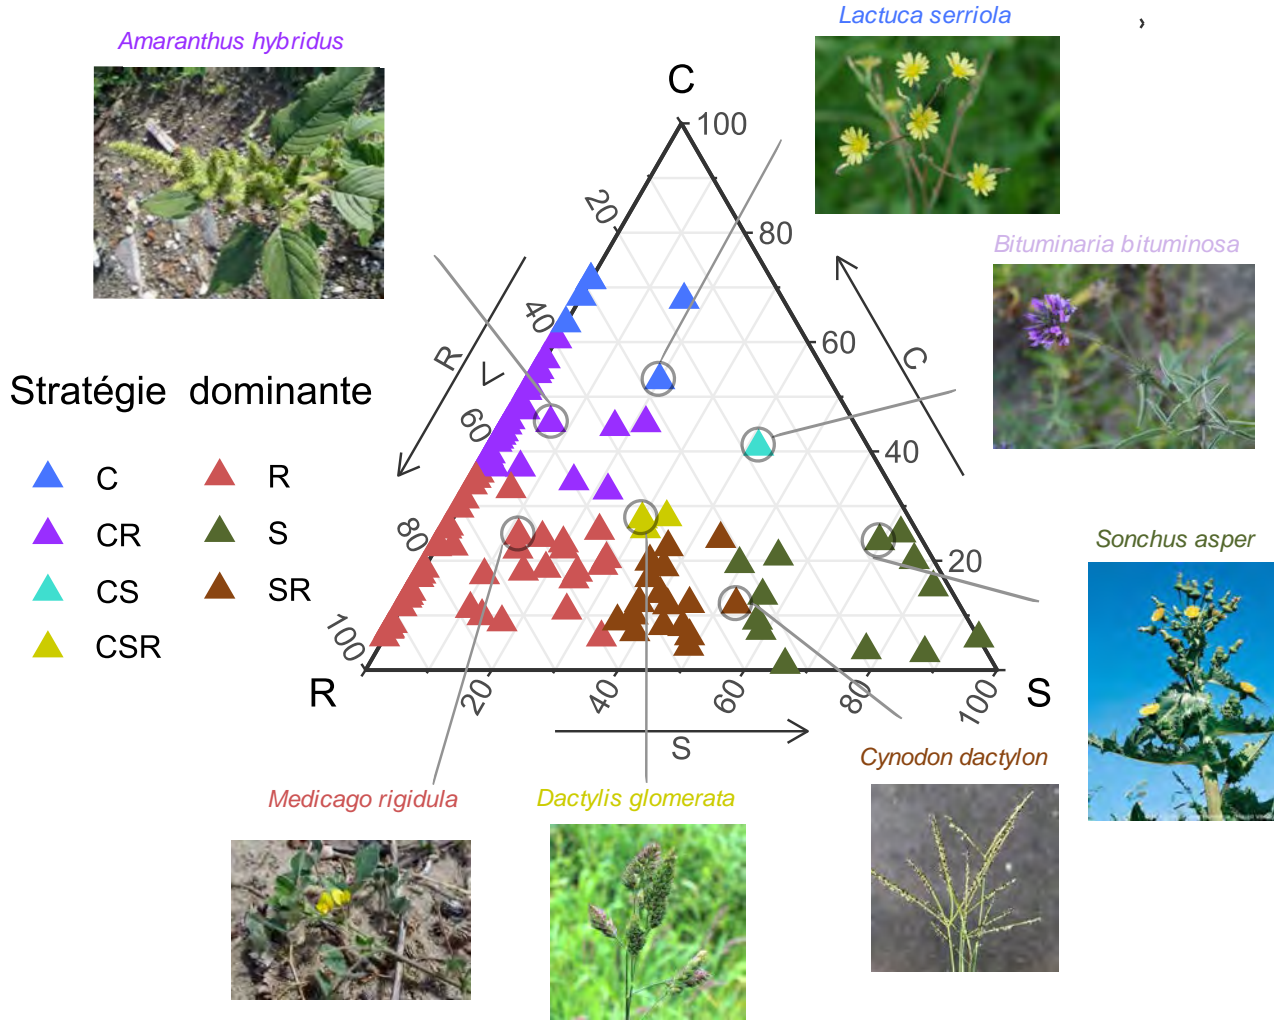 Lactuca serriola
Amaranthus hybridus
C
100
20
80
Bituminaria bituminosa
40
60
R
C
Stratégie dominante
60
40
C
R
CR
S
80
20
Sonchus asper
CS
SR
CSR
100
R
20
40
60
80
100
S
S
Cynodon dactylon
Medicago rigidula
Dactylis glomerata